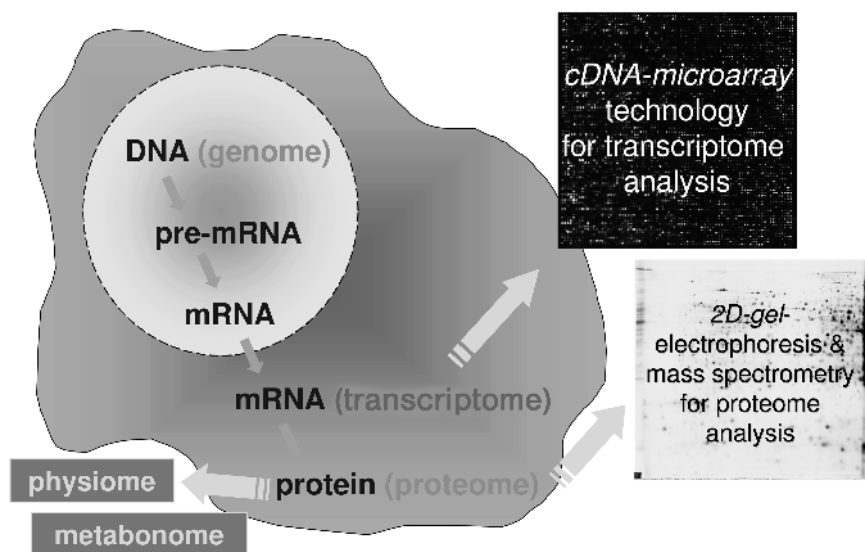 DNA (genome)
pre-mRNA
mRNA
mRNA (transcriptome)
protein (proteome)
physiome
metabonome
cDNA-microarray
technology
for transcriptome
analysis
2D-gel-
electrophoresis &
mass spectrometry
for proteome
analysis